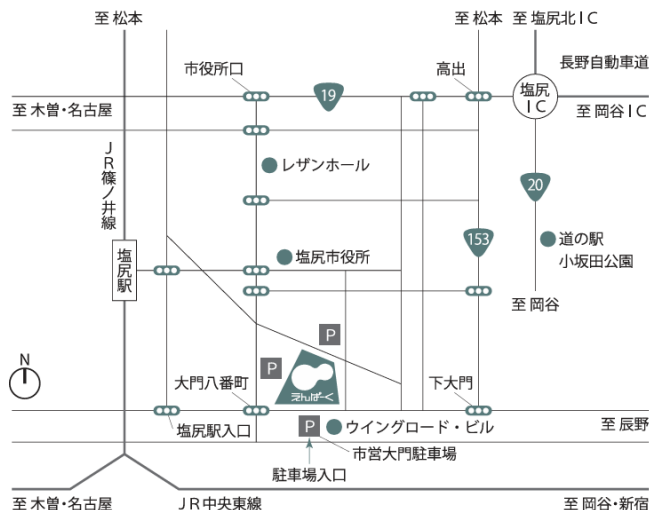 至 松本
至 松本
至 塩尻北IC
長野自動車道
市役所口
19
高出
塩尻
IC
至 木曽・名古屋
至 岡谷IC
JR篠ノ井線
レザンホール
20
153
塩尻市役所
道の駅
小坂田公園
塩尻駅
至 岡谷
P
N
P
えんぱーく
大門八番町
下大門
塩尻駅入口
P
ウイングロード・ビル
至 辰野
市営大門駐車場
駐車場入口
至 木曽・名古屋
JR中央東線
至 岡谷・新宿